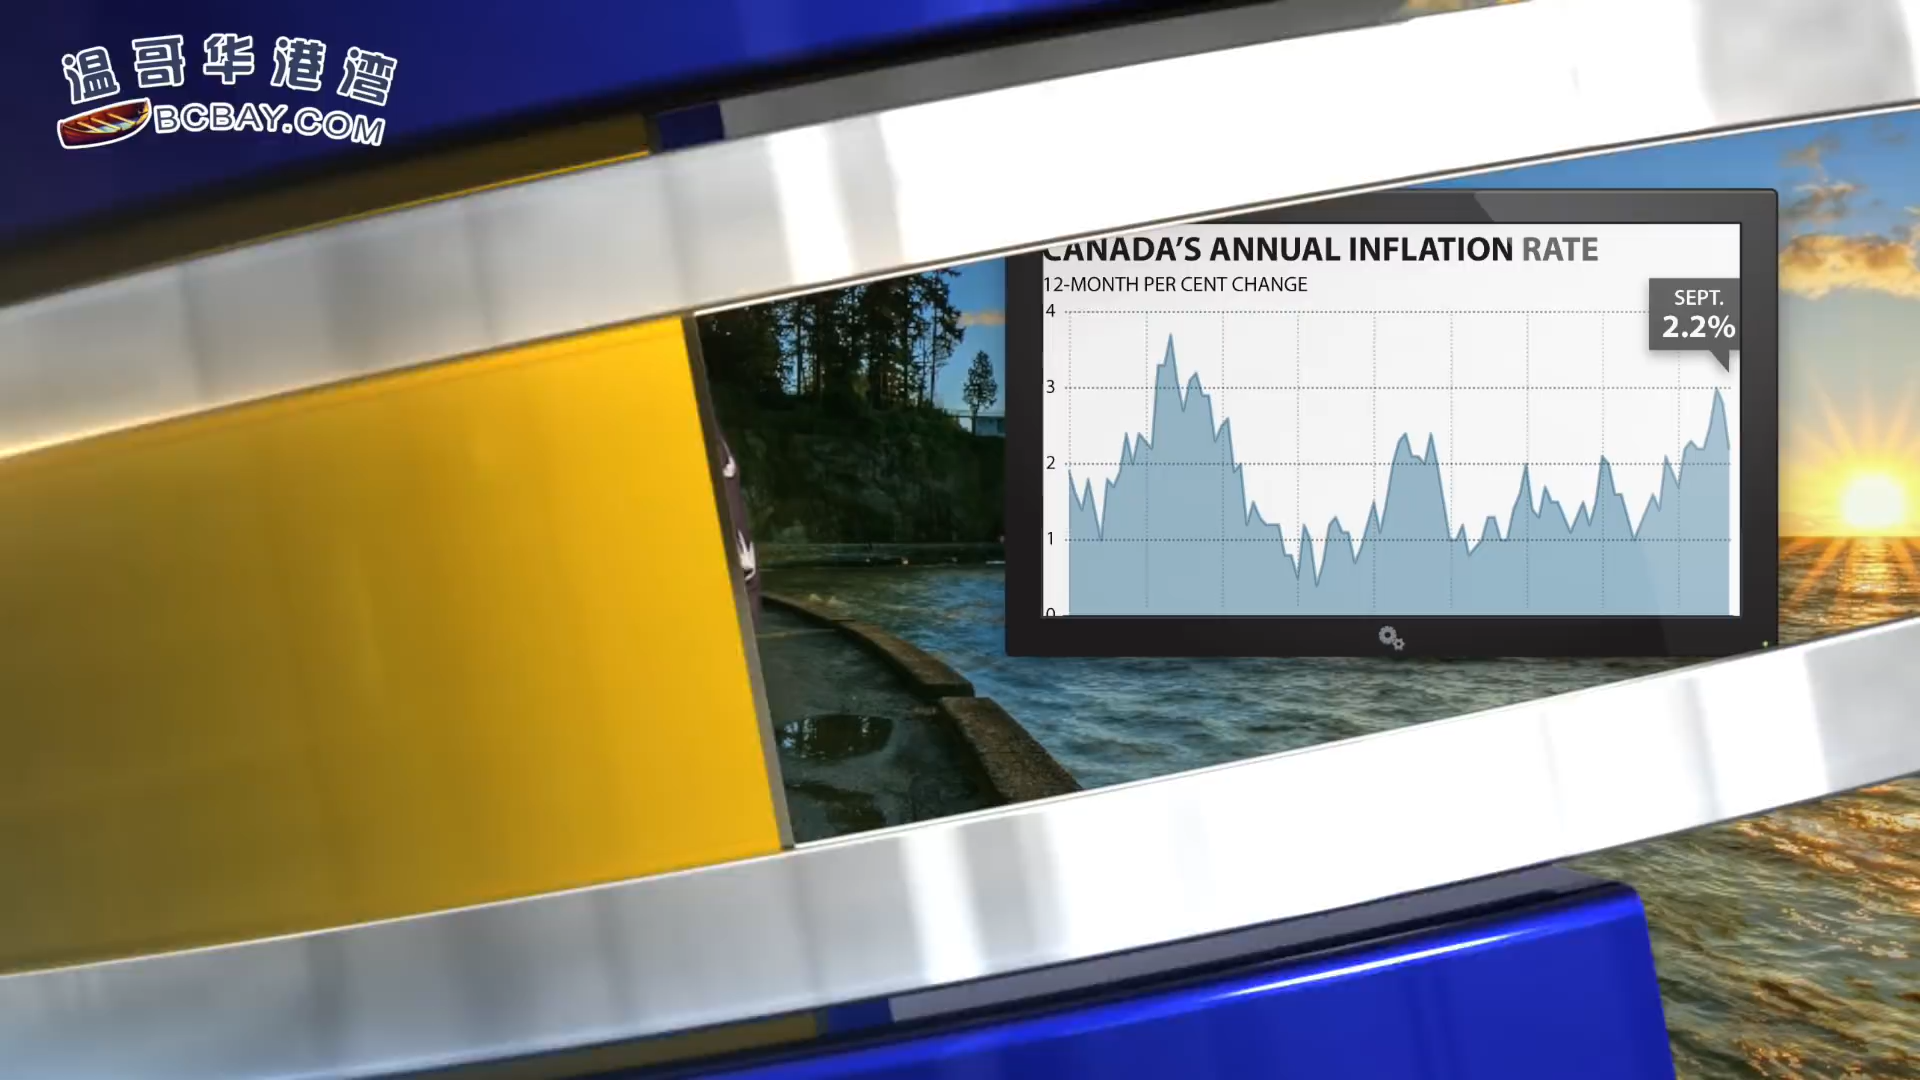 温哥华港湾
BCBAY.COM
CANADA'S ANNUAL INFLATION RATE
12-MONTH PER CENT CHANGE
SEPT.
2.2%
4
3
2
1
0